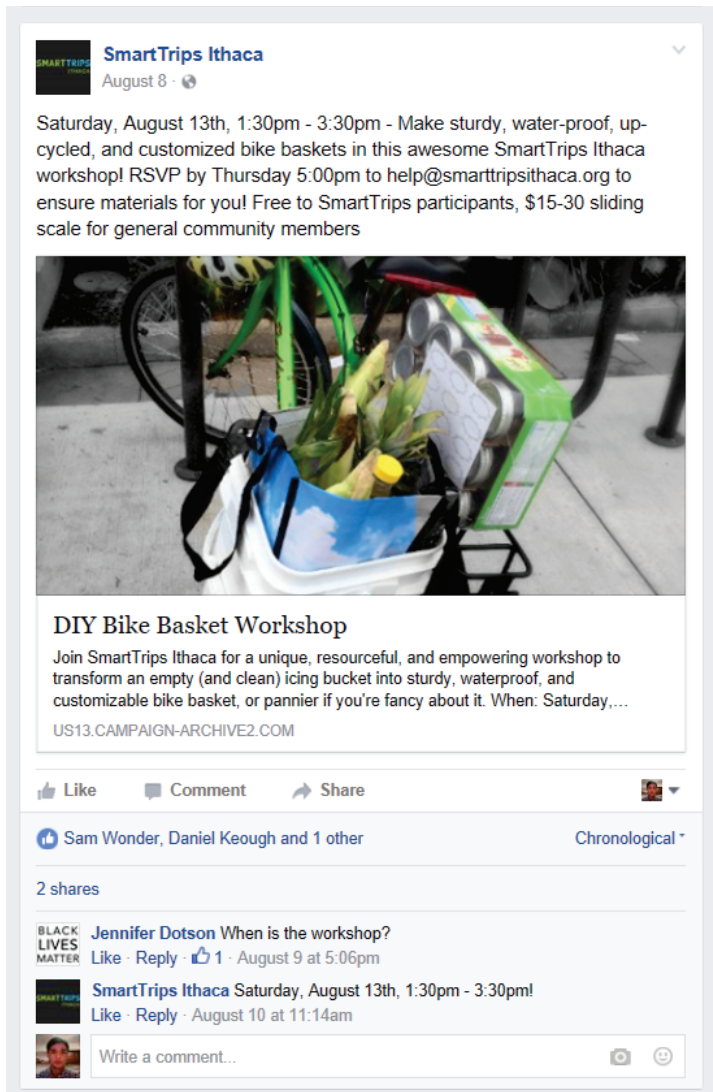 SMARTTRIPS
ITHACA
SmartTrips Ithaca
August 8 ·
Saturday, August 13th, 1:30pm - 3:30pm - Make sturdy, water-proof, up-
cycled, and customized bike baskets in this awesome SmartTrips Ithaca
workshop! RSVP by Thursday 5:00pm to help@smarttripsithaca.org to
ensure materials for you! Free to SmartTrips participants, $15-30 sliding
scale for general community members
DIY Bike Basket Workshop
Join SmartTrips Ithaca for a unique, resourceful, and empowering workshop to
transform an empty (and clean) icing bucket into sturdy, waterproof, and
customizable bike basket, or pannier if you're fancy about it. When: Saturday,...
US13.CAMPAIGN-ARCHIVE2.COM
Like Comment Share
Sam Wonder, Daniel Keough and 1 other Chronological
2 shares
BLACK
LIVES
MATTER
Jennifer Dotson When is the workshop?
Like · Reply · 1 · August 9 at 5:06pm
SMARTTRIPS
ITHACA
SmartTrips Ithaca Saturday, August 13th, 1:30pm - 3:30pm!
Like · Reply · August 10 at 11:14am
Write a comment...